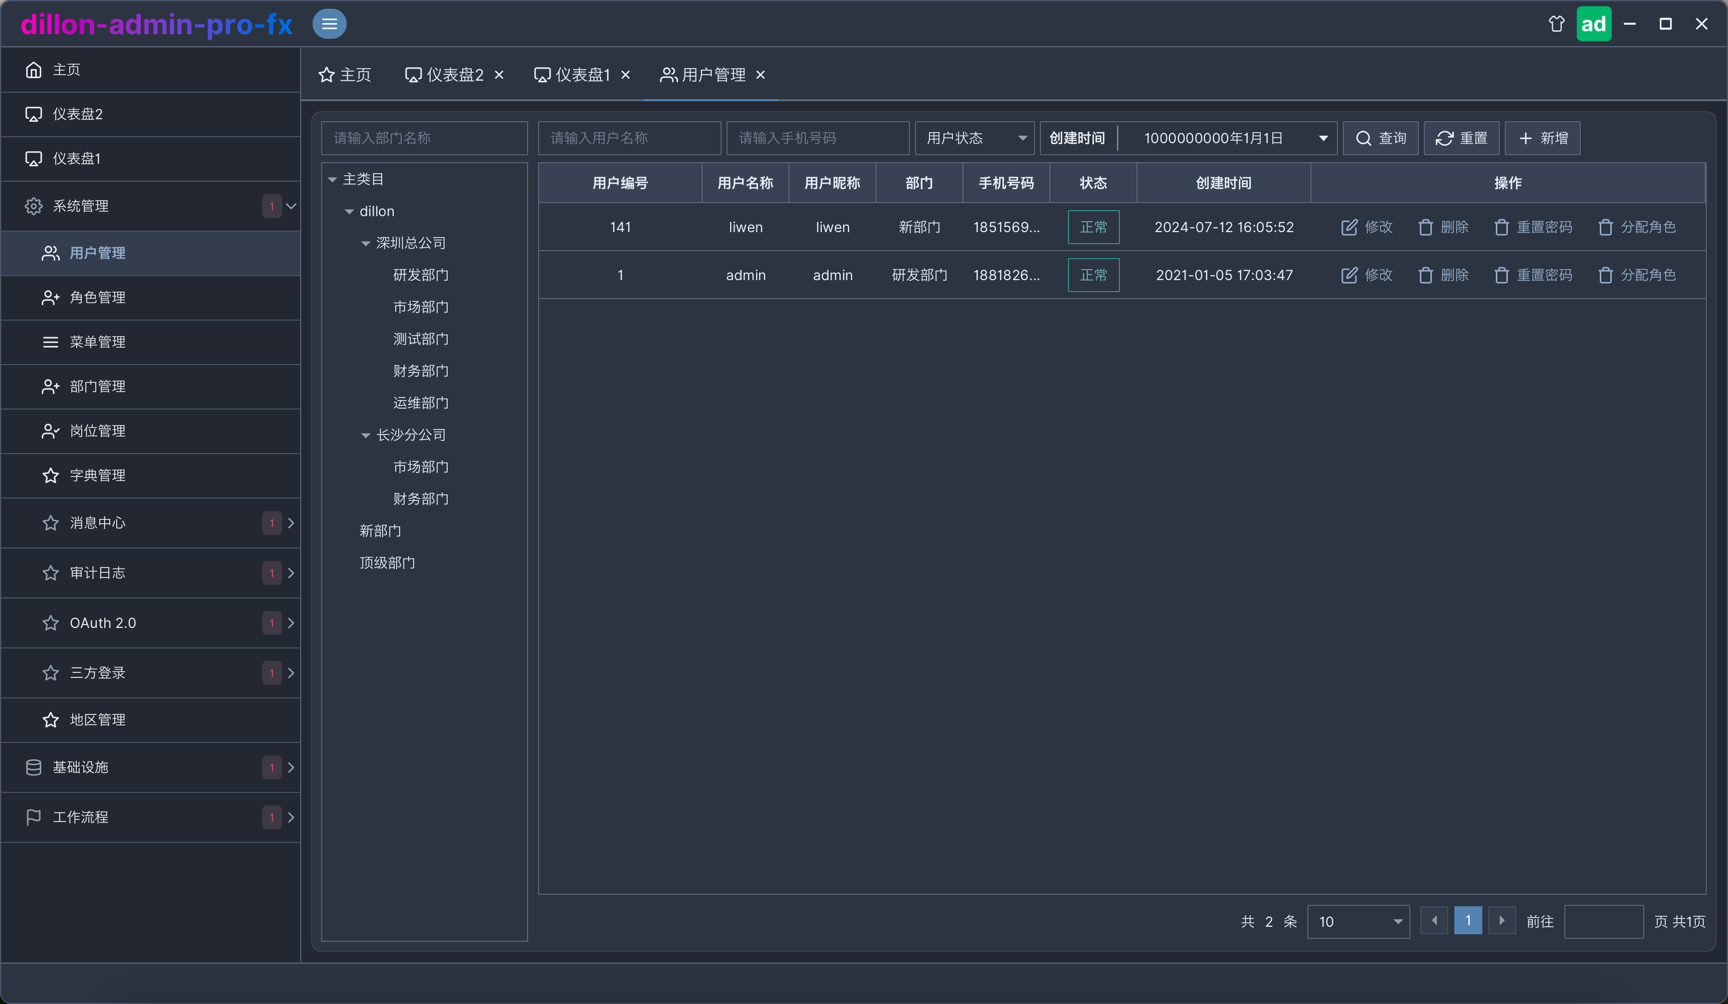 dillon-admin-pro-fx
ad
主页
仪表盘2
仪表盘1
系统管理 1
用户管理
角色管理
菜单管理
部门管理
岗位管理
字典管理
消息中心 1
审计日志 1
OAuth 2.0 1
三方登录 1
地区管理
基础设施 1
工作流程 1
主页 仪表盘2 仪表盘1 用户管理
请输入部门名称
主类目
dillon
深圳总公司
研发部门
市场部门
测试部门
财务部门
运维部门
长沙分公司
市场部门
财务部门
新部门
顶级部门
请输入用户名称 请输入手机号码 用户状态 创建时间 1000000000年1月1日 查询 重置 新增
用户编号 用户名称 用户昵称 部门 手机号码 状态 创建时间 操作
141 liwen liwen 新部门 1851569... 正常 2024-07-12 16:05:52 修改 删除 重置密码 分配角色
1 admin admin 研发部门 1881826... 正常 2021-01-05 17:03:47 修改 删除 重置密码 分配角色
共 2 条 10 1 前往 页 共1页